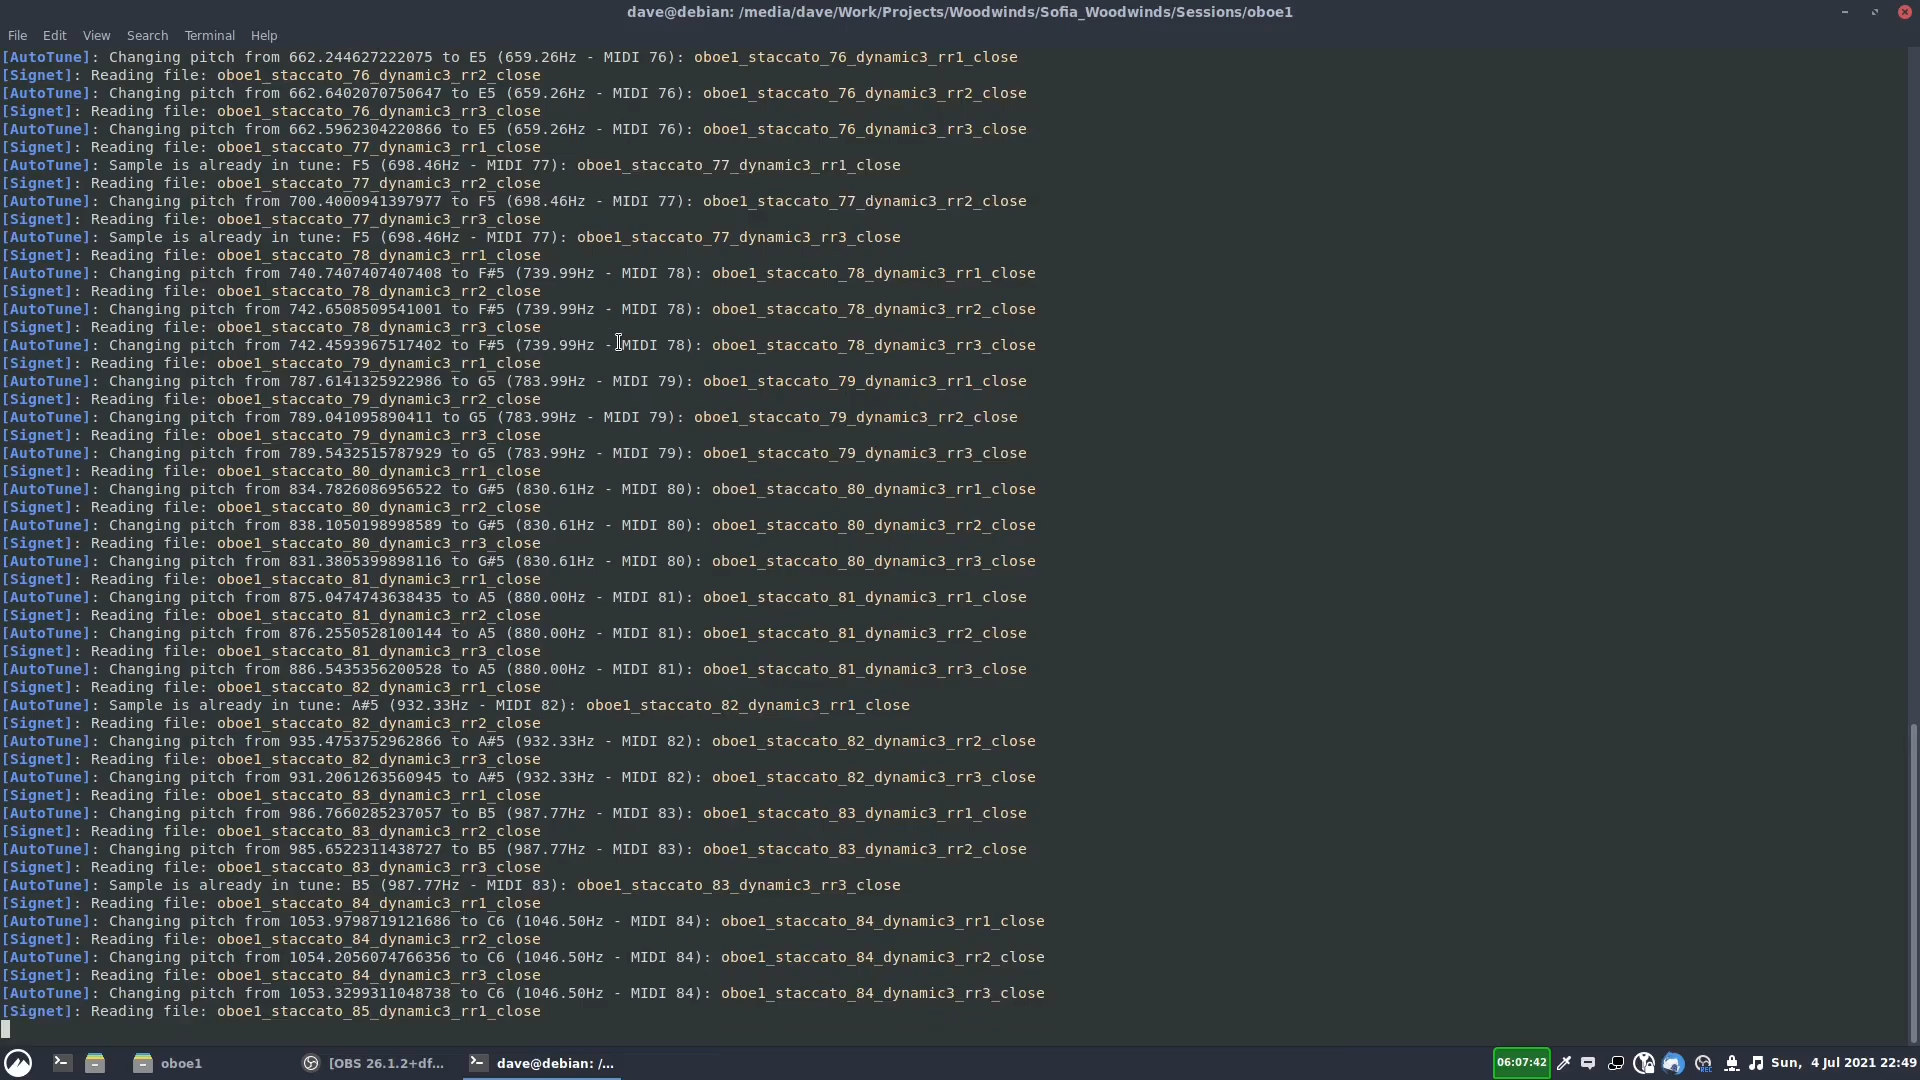 dave@debian: /media/dave/Work/Projects/Woodwinds/Sofia_Woodwinds/Sessions/oboe1
File Edit View Search Terminal Help
[AutoTune]: Changing pitch from 662.244627222075 to E5 (659.26Hz - MIDI 76): oboe1_staccato_76_dynamic3_rr1_close
[Signet]: Reading file: oboe1_staccato_76_dynamic3_rr2_close
[AutoTune]: Changing pitch from 662.6402070750647 to E5 (659.26Hz - MIDI 76): oboe1_staccato_76_dynamic3_rr2_close
[Signet]: Reading file: oboe1_staccato_76_dynamic3_rr3_close
[AutoTune]: Changing pitch from 662.5962304220866 to E5 (659.26Hz - MIDI 76): oboe1_staccato_76_dynamic3_rr3_close
[Signet]: Reading file: oboe1_staccato_77_dynamic3_rr1_close
[AutoTune]: Sample is already in tune: F5 (698.46Hz - MIDI 77): oboe1_staccato_77_dynamic3_rr1_close
[Signet]: Reading file: oboe1_staccato_77_dynamic3_rr2_close
[AutoTune]: Changing pitch from 700.4000941397977 to F5 (698.46Hz - MIDI 77): oboe1_staccato_77_dynamic3_rr2_close
[Signet]: Reading file: oboe1_staccato_77_dynamic3_rr3_close
[AutoTune]: Sample is already in tune: F5 (698.46Hz - MIDI 77): oboe1_staccato_77_dynamic3_rr3_close
[Signet]: Reading file: oboe1_staccato_78_dynamic3_rr1_close
[AutoTune]: Changing pitch from 740.7407407407408 to F#5 (739.99Hz - MIDI 78): oboe1_staccato_78_dynamic3_rr1_close
[Signet]: Reading file: oboe1_staccato_78_dynamic3_rr2_close
[AutoTune]: Changing pitch from 742.6508509541001 to F#5 (739.99Hz - MIDI 78): oboe1_staccato_78_dynamic3_rr2_close
[Signet]: Reading file: oboe1_staccato_78_dynamic3_rr3_close
[AutoTune]: Changing pitch from 742.4593967517402 to F#5 (739.99Hz - MIDI 78): oboe1_staccato_78_dynamic3_rr3_close
[Signet]: Reading file: oboe1_staccato_79_dynamic3_rr1_close
[AutoTune]: Changing pitch from 787.6141325922986 to G5 (783.99Hz - MIDI 79): oboe1_staccato_79_dynamic3_rr1_close
[Signet]: Reading file: oboe1_staccato_79_dynamic3_rr2_close
[AutoTune]: Changing pitch from 789.041095890411 to G5 (783.99Hz - MIDI 79): oboe1_staccato_79_dynamic3_rr2_close
[Signet]: Reading file: oboe1_staccato_79_dynamic3_rr3_close
[AutoTune]: Changing pitch from 789.5432515787929 to G5 (783.99Hz - MIDI 79): oboe1_staccato_79_dynamic3_rr3_close
[Signet]: Reading file: oboe1_staccato_80_dynamic3_rr1_close
[AutoTune]: Changing pitch from 834.7826086956522 to G#5 (830.61Hz - MIDI 80): oboe1_staccato_80_dynamic3_rr1_close
[Signet]: Reading file: oboe1_staccato_80_dynamic3_rr2_close
[AutoTune]: Changing pitch from 838.1050198998589 to G#5 (830.61Hz - MIDI 80): oboe1_staccato_80_dynamic3_rr2_close
[Signet]: Reading file: oboe1_staccato_80_dynamic3_rr3_close
[AutoTune]: Changing pitch from 831.3805399898116 to G#5 (830.61Hz - MIDI 80): oboe1_staccato_80_dynamic3_rr3_close
[Signet]: Reading file: oboe1_staccato_81_dynamic3_rr1_close
[AutoTune]: Changing pitch from 875.0474743638435 to A5 (880.00Hz - MIDI 81): oboe1_staccato_81_dynamic3_rr1_close
[Signet]: Reading file: oboe1_staccato_81_dynamic3_rr2_close
[AutoTune]: Changing pitch from 876.2550528100144 to A5 (880.00Hz - MIDI 81): oboe1_staccato_81_dynamic3_rr2_close
[Signet]: Reading file: oboe1_staccato_81_dynamic3_rr3_close
[AutoTune]: Changing pitch from 886.5435356200528 to A5 (880.00Hz - MIDI 81): oboe1_staccato_81_dynamic3_rr3_close
[Signet]: Reading file: oboe1_staccato_82_dynamic3_rr1_close
[AutoTune]: Sample is already in tune: A#5 (932.33Hz - MIDI 82): oboe1_staccato_82_dynamic3_rr1_close
[Signet]: Reading file: oboe1_staccato_82_dynamic3_rr2_close
[AutoTune]: Changing pitch from 935.4753752962866 to A#5 (932.33Hz - MIDI 82): oboe1_staccato_82_dynamic3_rr2_close
[Signet]: Reading file: oboe1_staccato_82_dynamic3_rr3_close
[AutoTune]: Changing pitch from 931.2061263560945 to A#5 (932.33Hz - MIDI 82): oboe1_staccato_82_dynamic3_rr3_close
[Signet]: Reading file: oboe1_staccato_83_dynamic3_rr1_close
[AutoTune]: Changing pitch from 986.7660285237057 to B5 (987.77Hz - MIDI 83): oboe1_staccato_83_dynamic3_rr1_close
[Signet]: Reading file: oboe1_staccato_83_dynamic3_rr2_close
[AutoTune]: Changing pitch from 985.6522311438727 to B5 (987.77Hz - MIDI 83): oboe1_staccato_83_dynamic3_rr2_close
[Signet]: Reading file: oboe1_staccato_83_dynamic3_rr3_close
[AutoTune]: Sample is already in tune: B5 (987.77Hz - MIDI 83): oboe1_staccato_83_dynamic3_rr3_close
[Signet]: Reading file: oboe1_staccato_84_dynamic3_rr1_close
[AutoTune]: Changing pitch from 1053.9798719121686 to C6 (1046.50Hz - MIDI 84): oboe1_staccato_84_dynamic3_rr1_close
[Signet]: Reading file: oboe1_staccato_84_dynamic3_rr2_close
[AutoTune]: Changing pitch from 1054.2056074766356 to C6 (1046.50Hz - MIDI 84): oboe1_staccato_84_dynamic3_rr2_close
[Signet]: Reading file: oboe1_staccato_84_dynamic3_rr3_close
[AutoTune]: Changing pitch from 1053.3299311048738 to C6 (1046.50Hz - MIDI 84): oboe1_staccato_84_dynamic3_rr3_close
[Signet]: Reading file: oboe1_staccato_85_dynamic3_rr1_close
oboe1 [OBS 26.1.2+df... dave@debian: /... 06:07:42 REC Sun, 4 Jul 2021 22:49